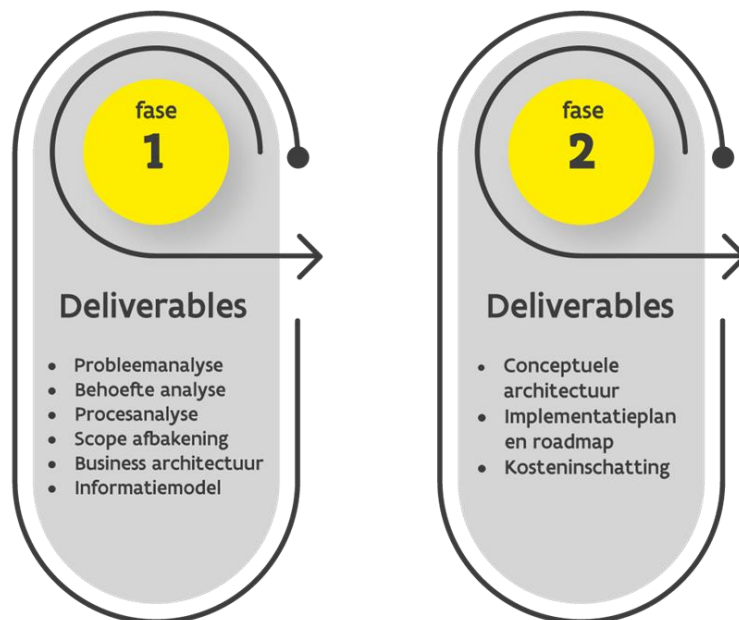 fase
1
Deliverables
• Probleemanalyse
• Behoefte analyse
• Procesanalyse
• Scope afbakening
• Business architectuur
• Informatiemodel
fase
2
Deliverables
• Conceptuele
architectuur
• Implementatieplan
en roadmap
• Kosteninschatting